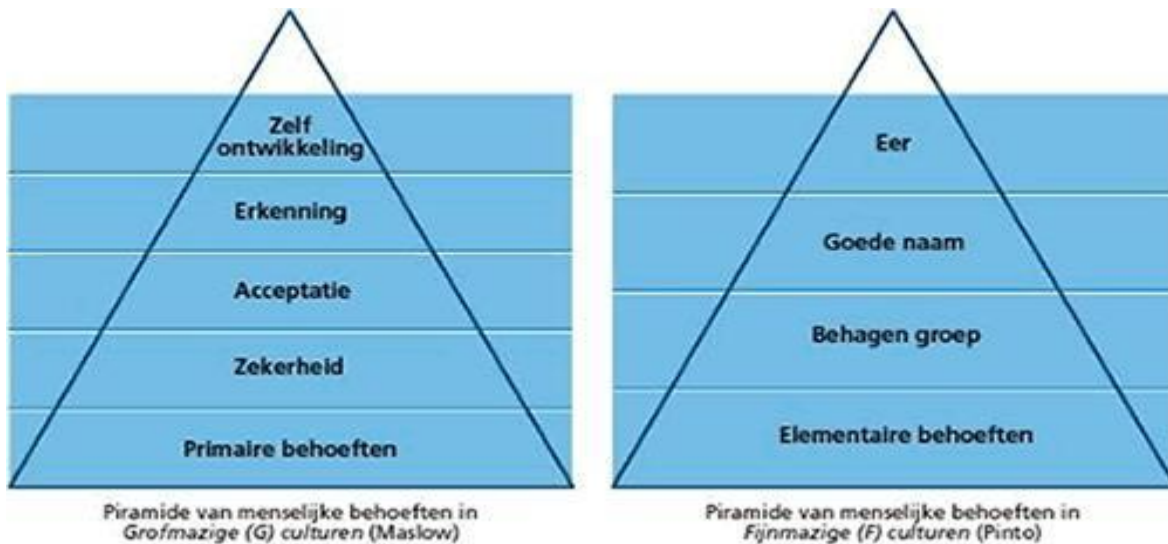 Zelf
ontwikkeling
Erkenning
Acceptatie
Zekerheid
Primaire behoeften
Piramide van menselijke behoeften in
Grofmazige (G) culturen (Maslow)
Eer
Goede naam
Behagen groep
Elementaire behoeften
Piramide van menselijke behoeften in
Fijnmazige (F) culturen (Pinto)